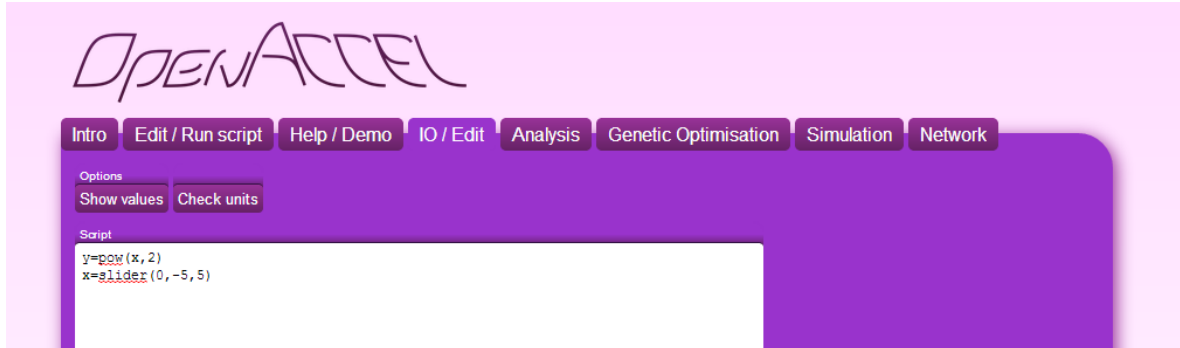 OpenAccel
Intro Edit / Run script Help / Demo IO / Edit Analysis Genetic Optimisation Simulation Network
Options
Show values Check units
Script
y=pow(x,2)
x=slider(0,-5,5)